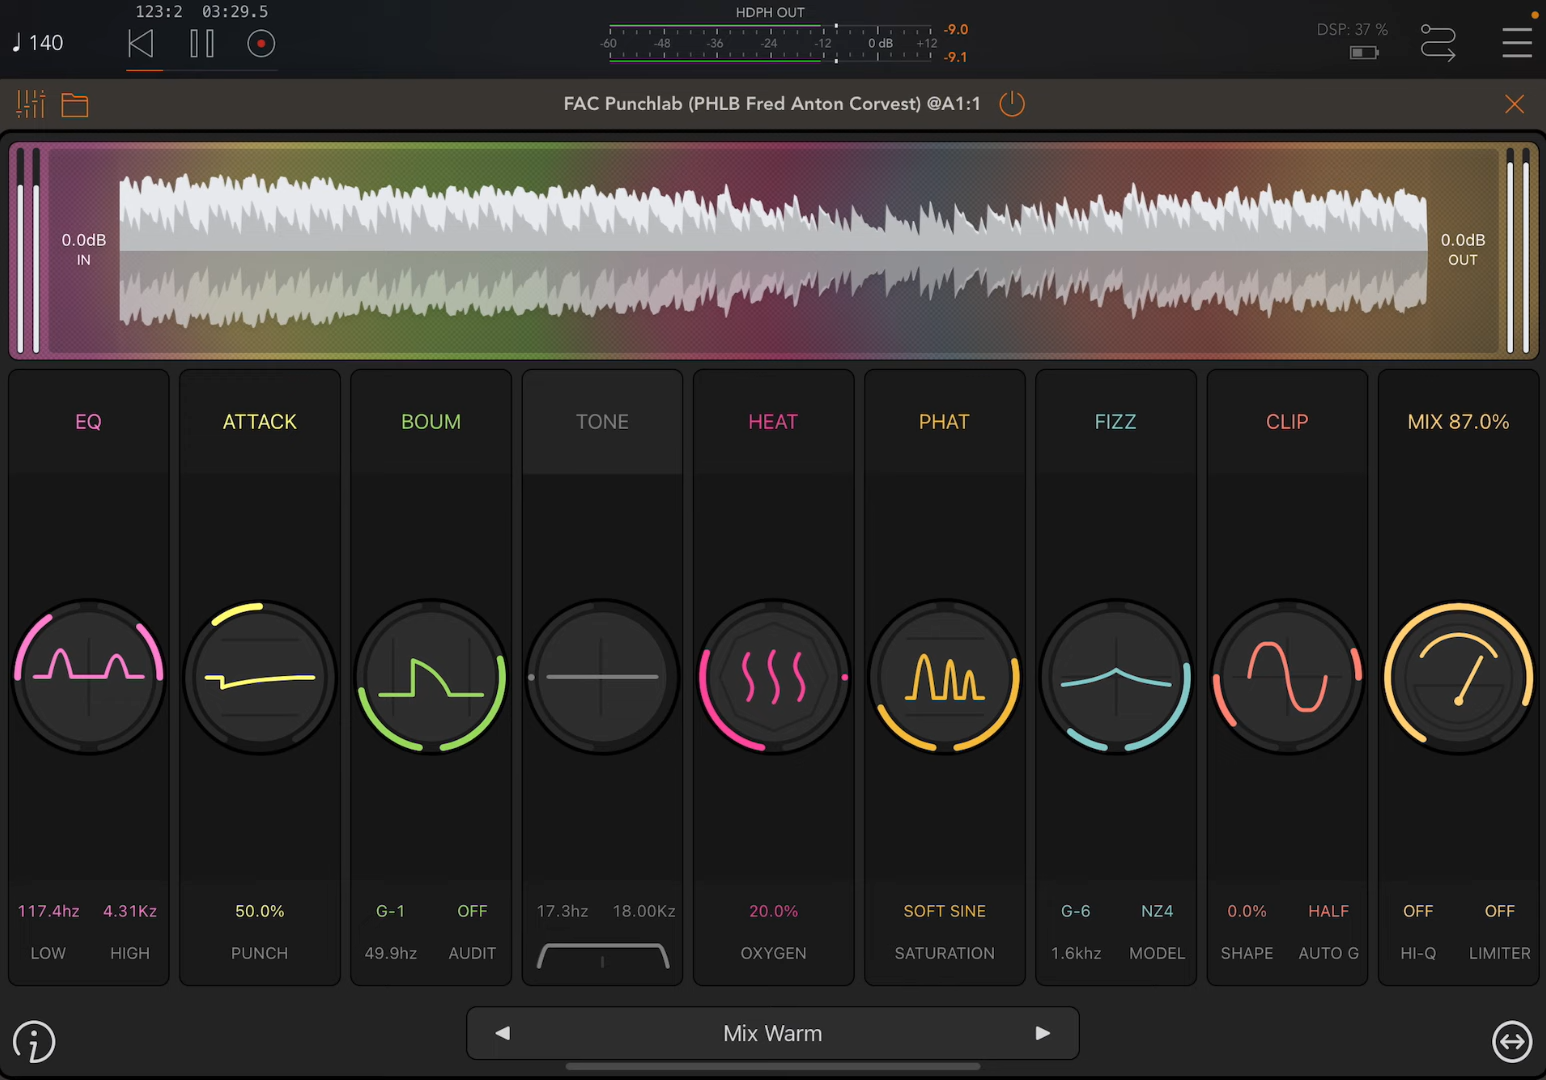 123:2 03:29.5
HDPH OUT
140
-60 -48 -36 -24 -12 0 dB +12
-9.0
-9.1
DSP: 37 %
FAC Punchlab (PHLB Fred Anton Corvest) @A1:1
0.0dB
IN
0.0dB
OUT
EQ ATTACK BOUM TONE HEAT PHAT FIZZ CLIP MIX 87.0%
117.4hz 4.31Kz 50.0% G-1 OFF 17.3hz 18.00Kz 20.0% SOFT SINE G-6 NZ4 0.0% HALF OFF OFF
LOW HIGH PUNCH 49.9hz AUDIT OXYGEN SATURATION 1.6khz MODEL SHAPE AUTO G HI-Q LIMITER
Mix Warm